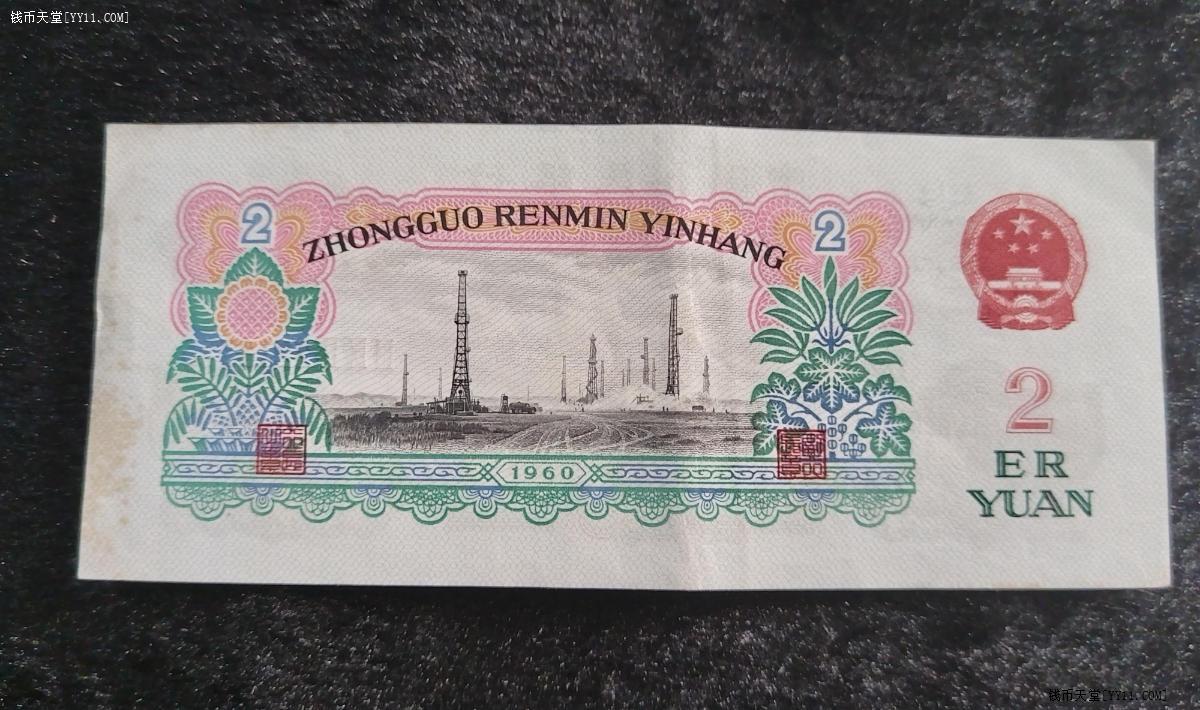 钱币天堂[YY11.COM]
ZHONGGUO RENMIN YINHANG
2
2
1960
2
ER
YUAN
钱币天堂[YY11.COM]